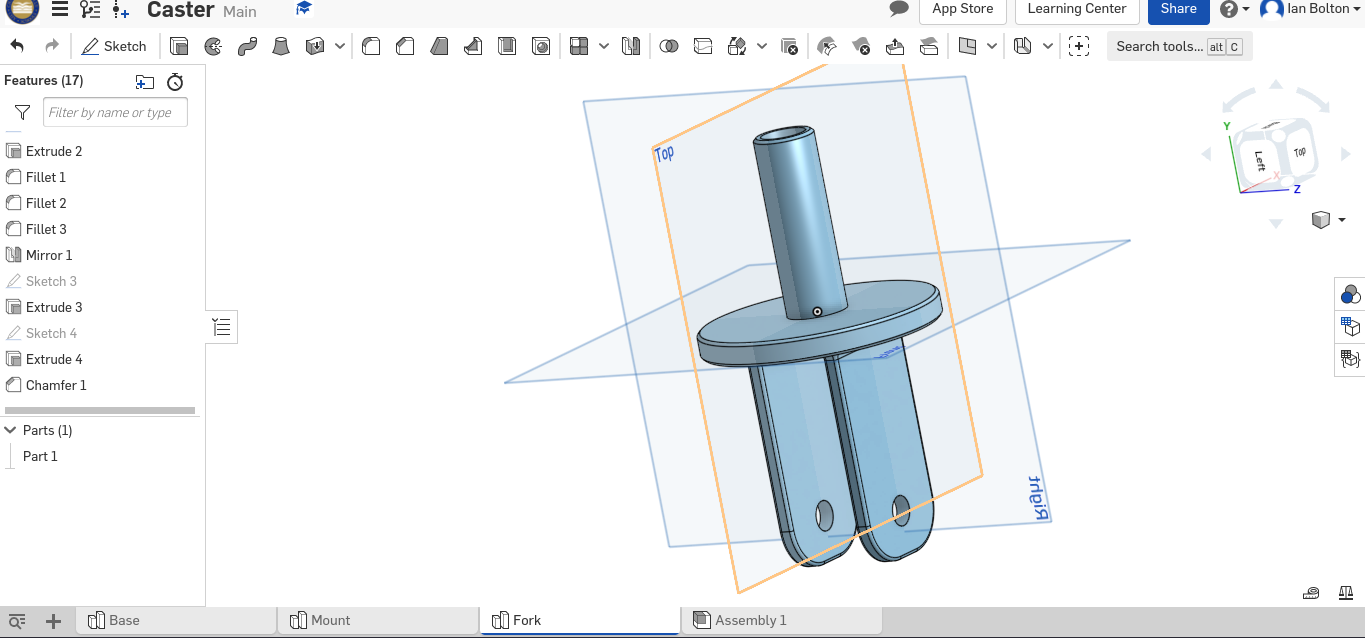 Caster Main
App Store
Learning Center
Share
Ian Bolton
Sketch
Search tools... alt C
Features (17)
Filter by name or type
Extrude 2
Fillet 1
Fillet 2
Fillet 3
Mirror 1
Sketch 3
Extrude 3
Sketch 4
Extrude 4
Chamfer 1
Parts (1)
Part 1
Top
Right
Y
Left
Top
X
Z
Base
Mount
Fork
Assembly 1